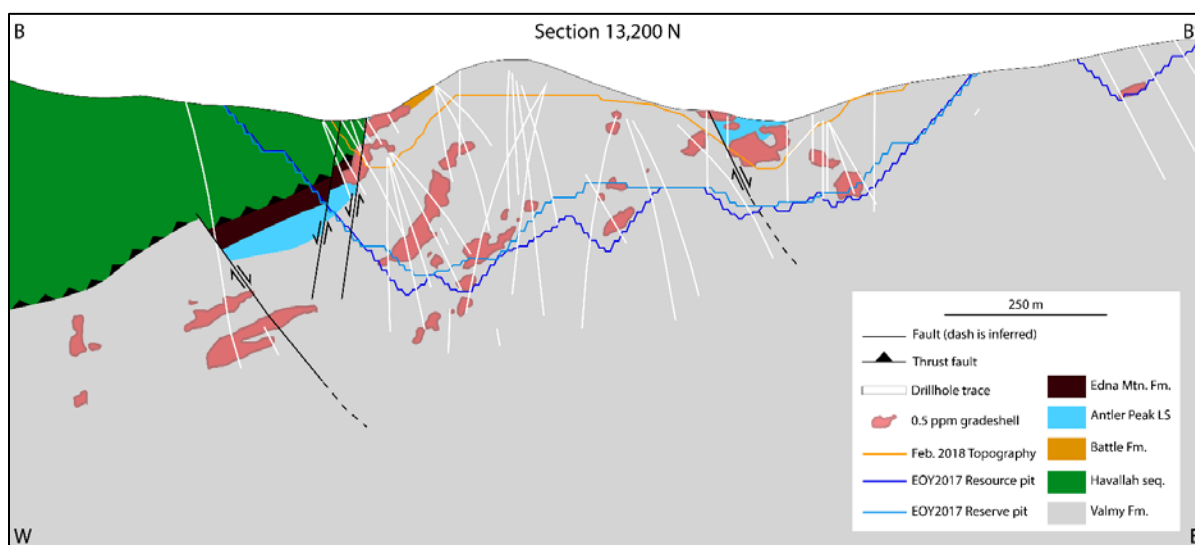 B
Section 13,200 N
B'
250 m
Fault (dash is inferred)
Thrust fault
Drillhole trace
0.5 ppm gradeshell
Feb. 2018 Topography
EOY2017 Resource pit
EOY2017 Reserve pit
Edna Mtn. Fm.
Antler Peak LS
Battle Fm.
Havallah seq.
Valmy Fm.
W
E